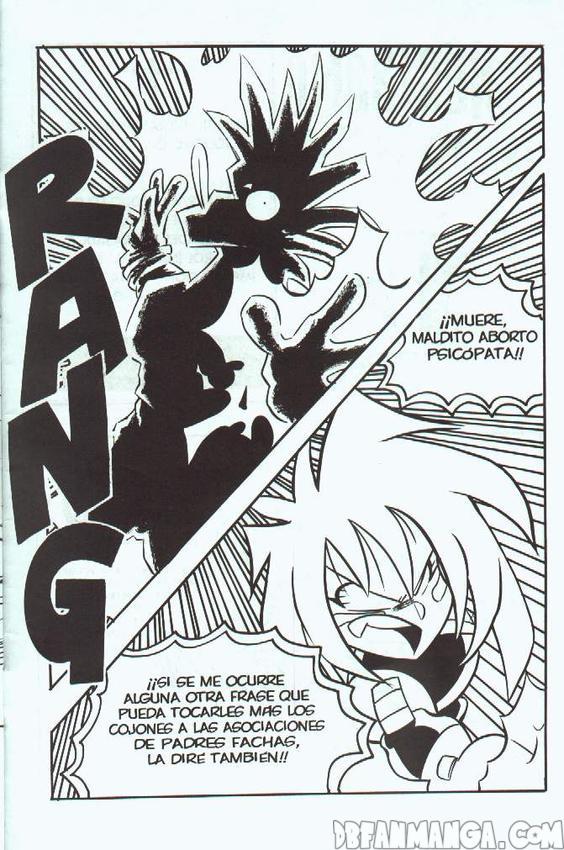 RANG
¡¡MUERE,
MALDITO ABORTO
PSICÓPATA!!
¡¡SI SE ME OCURRE
ALGUNA OTRA FRASE QUE
PUEDA TOCARLES MÁS LOS
COJONES A LAS ASOCIACIONES
DE PADRES FACHAS,
LA DIRE TAMBIEN!!
DBFANMANGA.COM